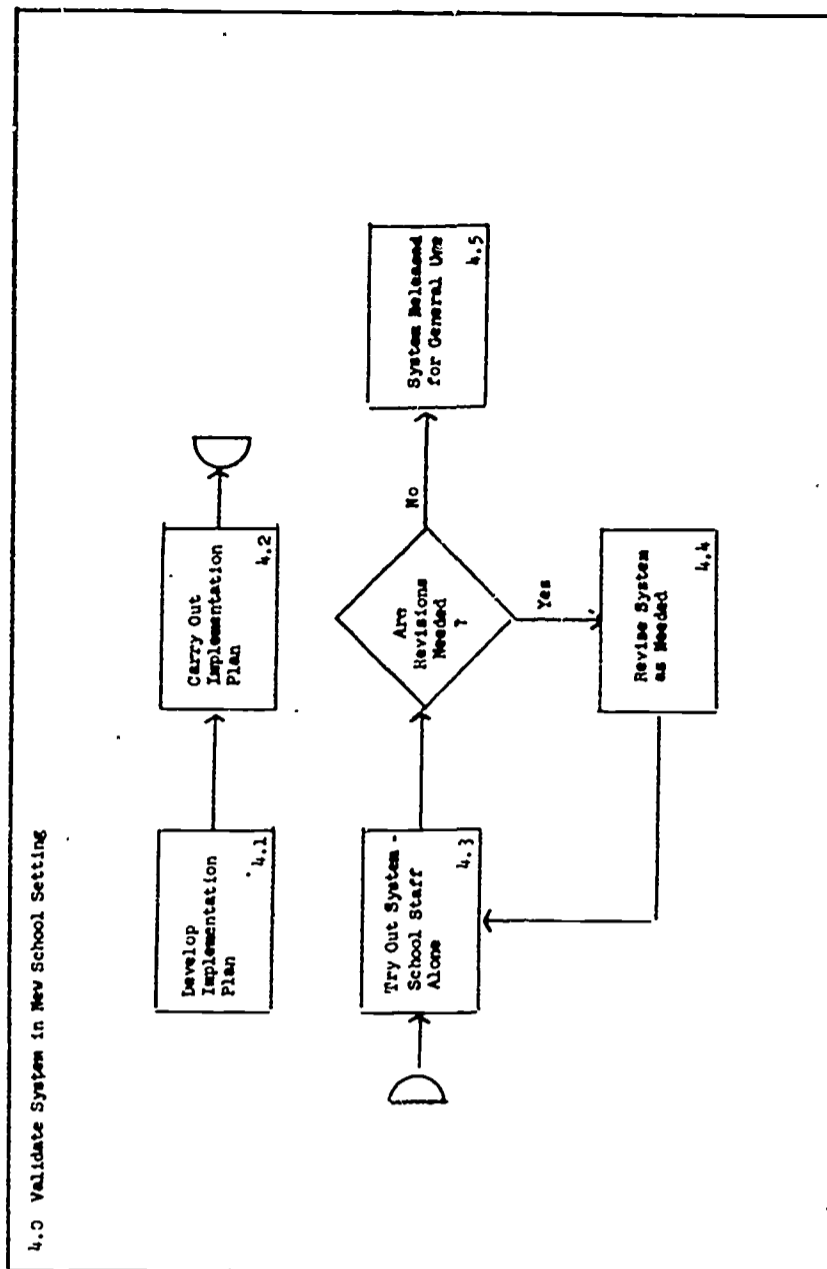 4.0 Validate System in New School Setting
Develop
Implementation
Plan
4.1
Carry Out
Implementation
Plan
4.2
Try Out System -
School Staff
Alone
4.3
Are
Revisions
Needed
?
No
Yes
System Released
for General Use
4.5
Revise System
as Needed
4.4